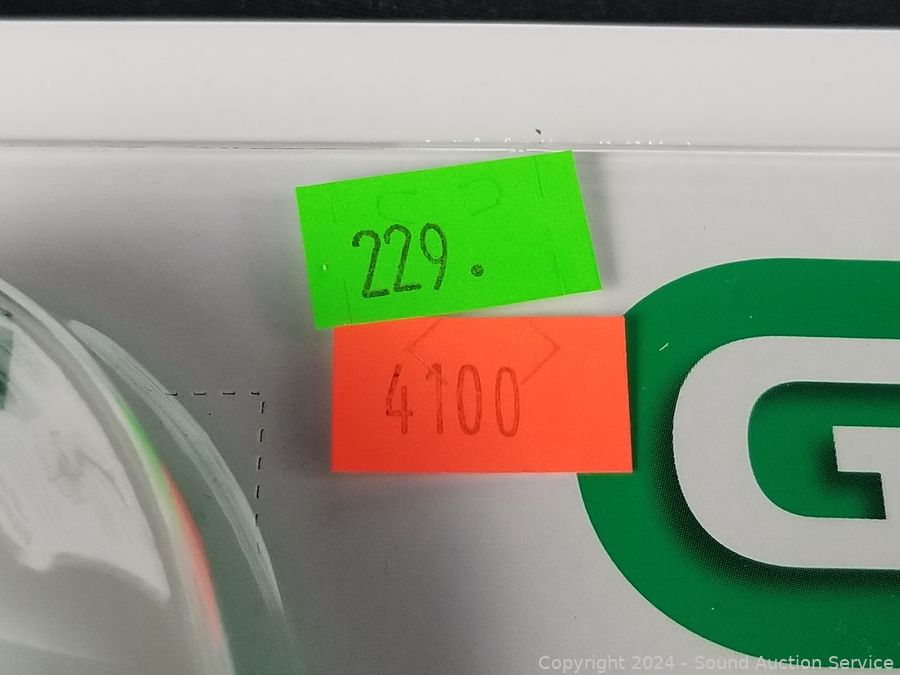 229.
4100
G
Copyright 2024 - Sound Auction Service